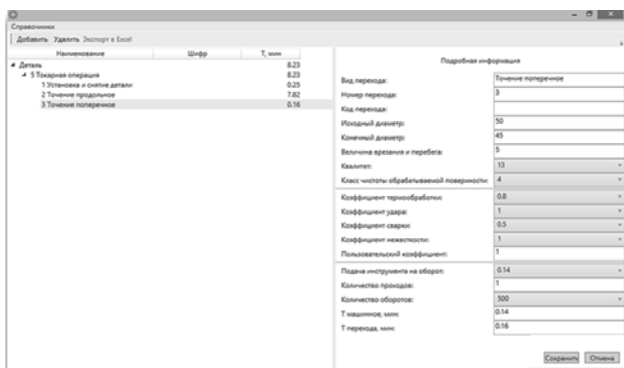 Справочники
Добавить Удалить Экспорт в Excel
Наименование Шифр T, мин
Деталь 8.23
5 Токарная операция 8.23
1 Установка и снятие детали 0.25
2 Точение продольное 7.82
3 Точение поперечное 0.16
Подробная информация
Вид перехода: Точение поперечное
Номер перехода: 3
Код перехода:
Исходный диаметр: 50
Конечный диаметр: 45
Величина врезания и перебега: 5
Квалитет: 13
Класс чистоты обрабатываемой поверхности: 4
Коэффициент термообработки: 0.8
Коэффициент удара: 1
Коэффициент сварки: 0.5
Коэффициент нежесткости: 1
Пользовательский коэффициент: 1
Подача инструмента на оборот: 0.14
Количество проходов: 1
Количество оборотов: 500
T машинное, мин: 0.14
T перехода, мин: 0.16
Сохранить Отмена